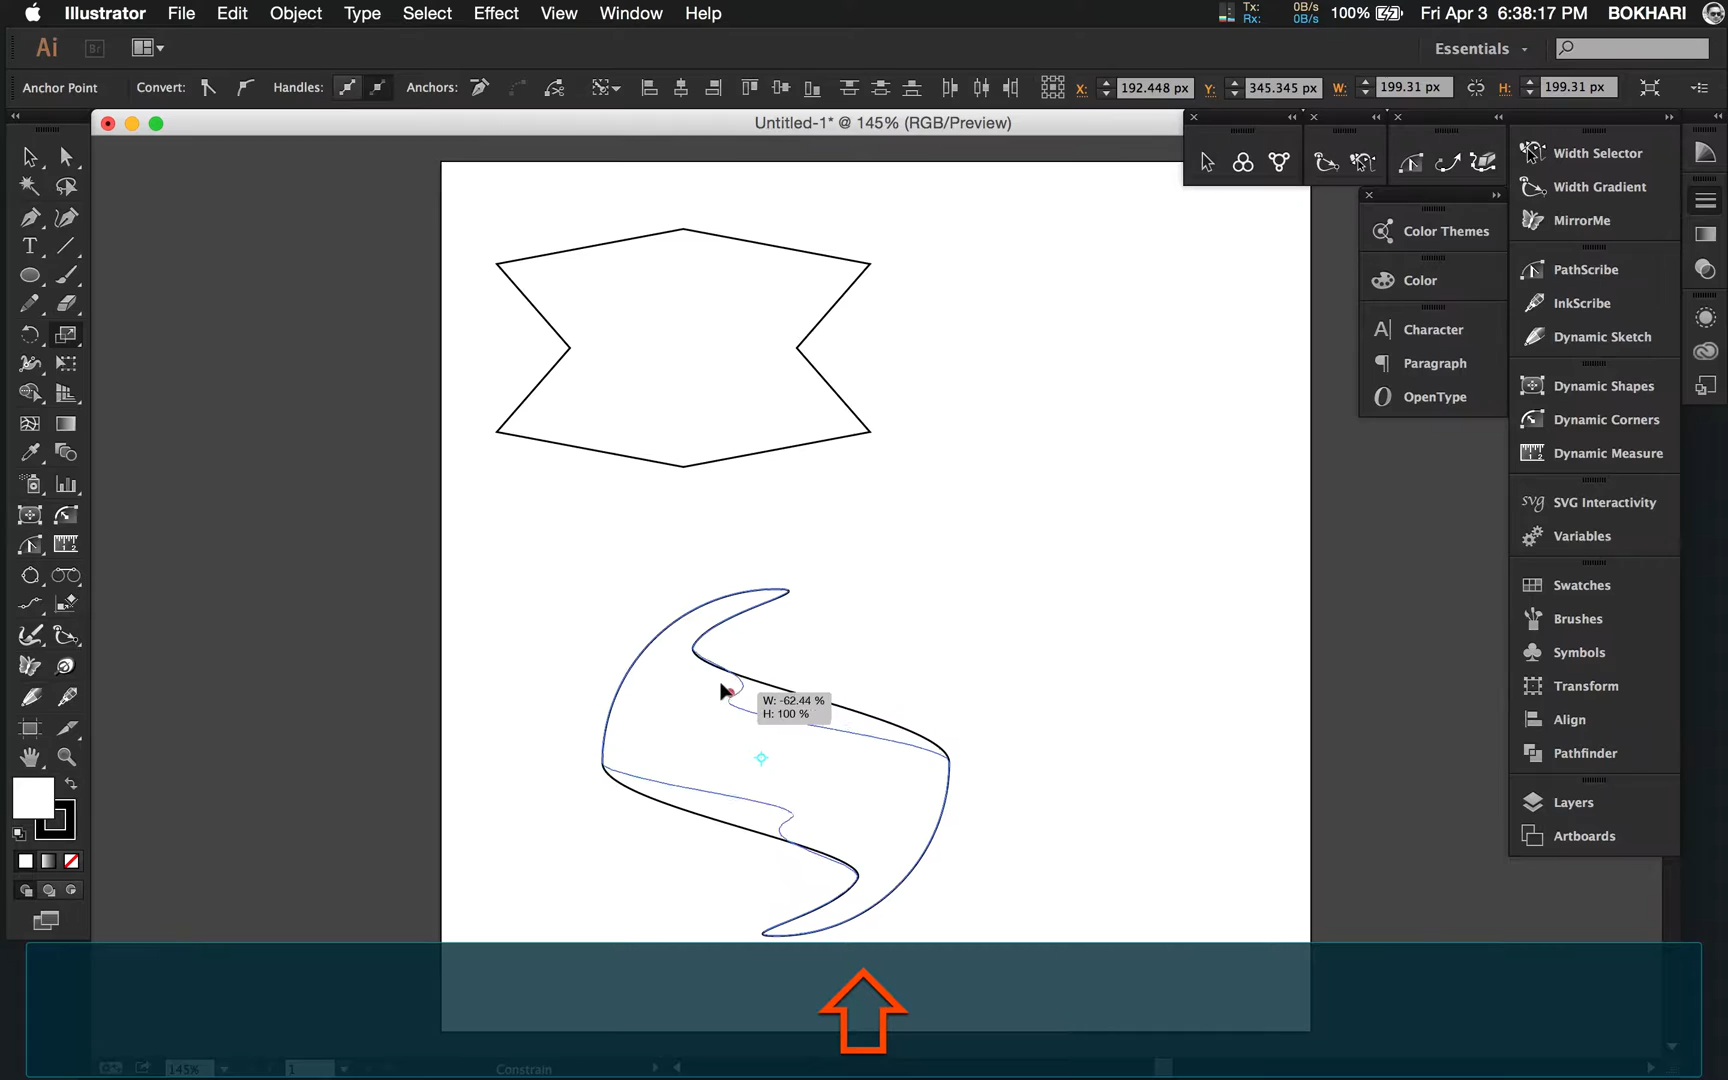 Illustrator File Edit Object Type Select Effect View Window Help
Tx: 0B/s
Rx: 0B/s
100% Fri Apr 3 6:38:17 PM BOKHARI
Ai Br Essentials
Anchor Point Convert: Handles: Anchors: X: 192.448 px Y: 345.345 px W: 199.31 px H: 199.31 px
Untitled-1* @ 145% (RGB/Preview)
Width Selector
Width Gradient
MirrorMe
Color Themes
PathScribe
Color
InkScribe
Character
Dynamic Sketch
Paragraph
Dynamic Shapes
OpenType
Dynamic Corners
Dynamic Measure
SVG Interactivity
Variables
Swatches
Brushes
Symbols
Transform
W: -62.44 %
H: 100 %
Align
Pathfinder
Layers
Artboards
145% 1 Constrain